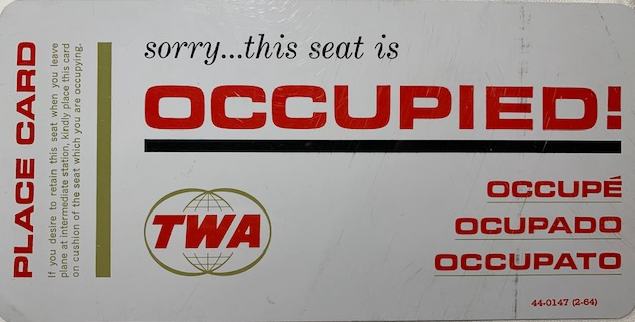 PLACE CARD
If you desire to retain this seat when you leave
plane at intermediate station, kindly place this card
on cushion of the seat which you are occupying.
sorry...this seat is
OCCUPIED!
TWA
OCCUPÉ
OCUPADO
OCCUPATO
44-0147 (2-64)